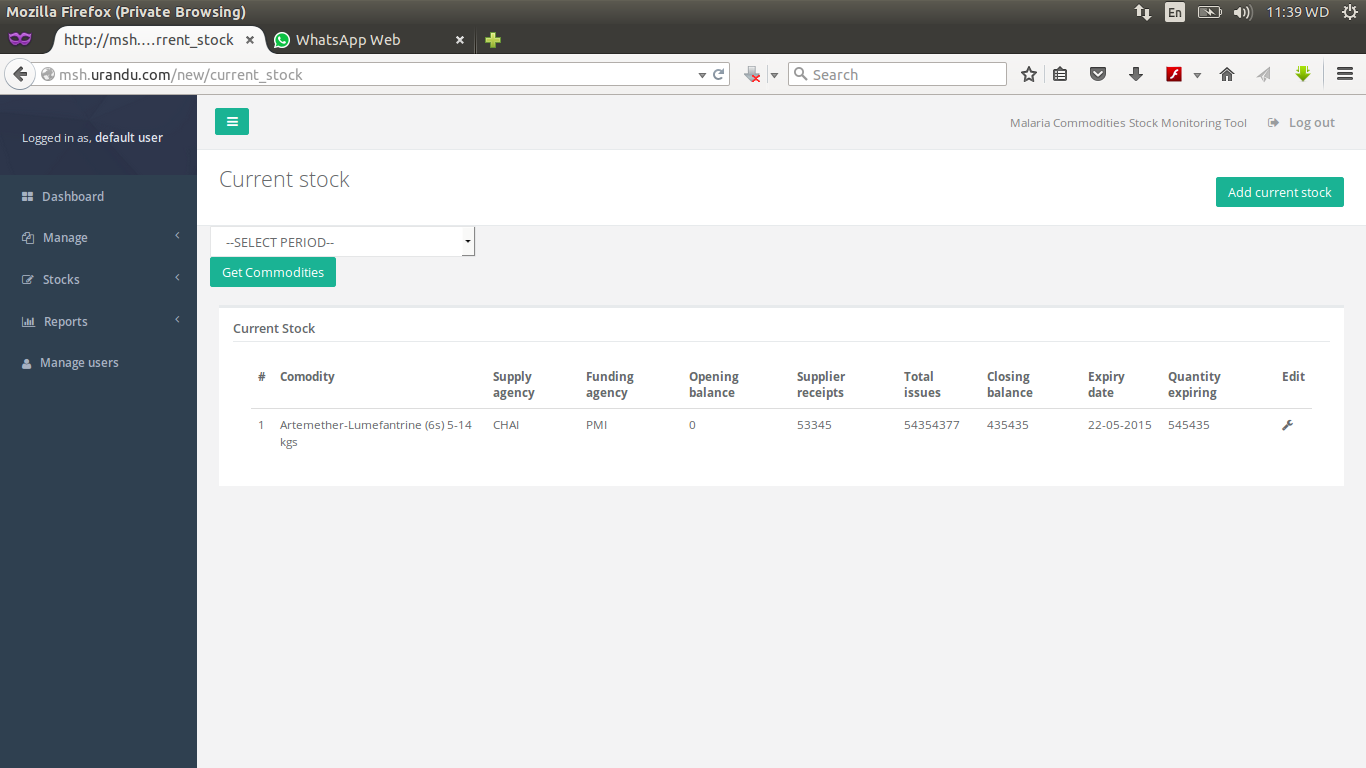 Mozilla Firefox (Private Browsing)
En
11:39 WD
http://msh....rrent_stock
WhatsApp Web
msh.urandu.com/new/current_stock
Search
Logged in as, default user
Malaria Commodities Stock Monitoring Tool
Log out
Dashboard
Manage
Stocks
Reports
Manage users
Current stock
Add current stock
--SELECT PERIOD--
Get Commodities
Current Stock
# Comodity Supply agency Funding agency Opening balance Supplier receipts Total issues Closing balance Expiry date Quantity expiring Edit
1 Artemether-Lumefantrine (6s) 5-14 kgs CHAI PMI 0 53345 54354377 435435 22-05-2015 545435